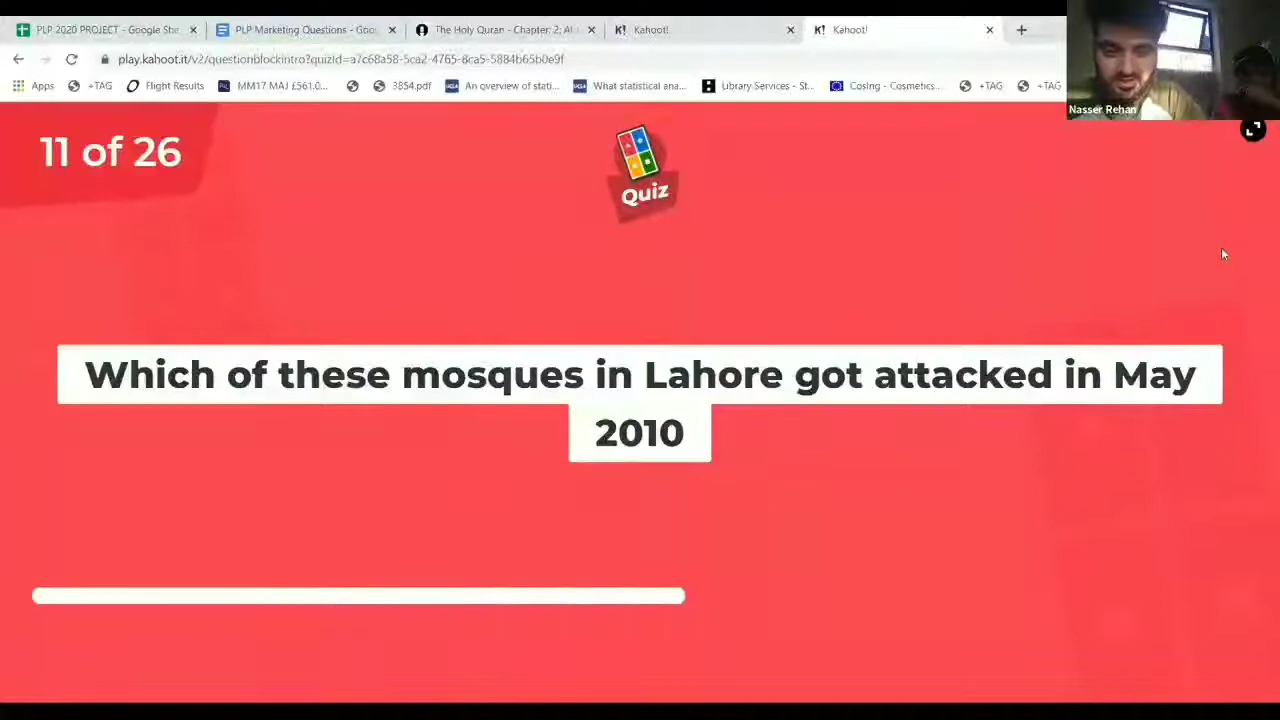 PLP 2020 PROJECT - Google She
PLP Marketing Questions - Goo
The Holy Quran - Chapter: 2; Al
Kahoot!
Kahoot!
play.kahoot.it/v2/questionblockintro?quizId=a7c68a58-5ca2-4765-8ca5-5884b65b0e9f
Apps
+TAG
Flight Results
MM17 MAJ £561.0...
3854.pdf
An overview of stati...
What statistical ana...
Library Services - St...
CosIng - Cosmetics...
+TAG
+TAG
Nasser Rehan
11 of 26
Quiz
Which of these mosques in Lahore got attacked in May
2010